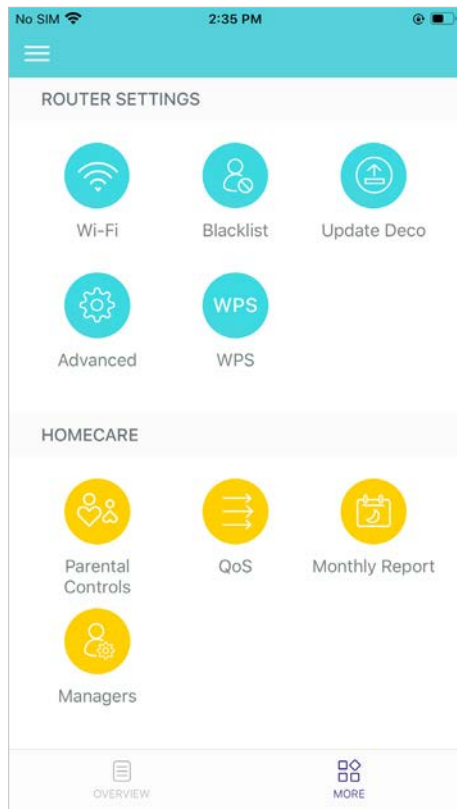 No SIM 2:35 PM
ROUTER SETTINGS
Wi-Fi Blacklist Update Deco
WPS
Advanced WPS
HOMECARE
Parental Controls QoS Monthly Report
Managers
OVERVIEW MORE